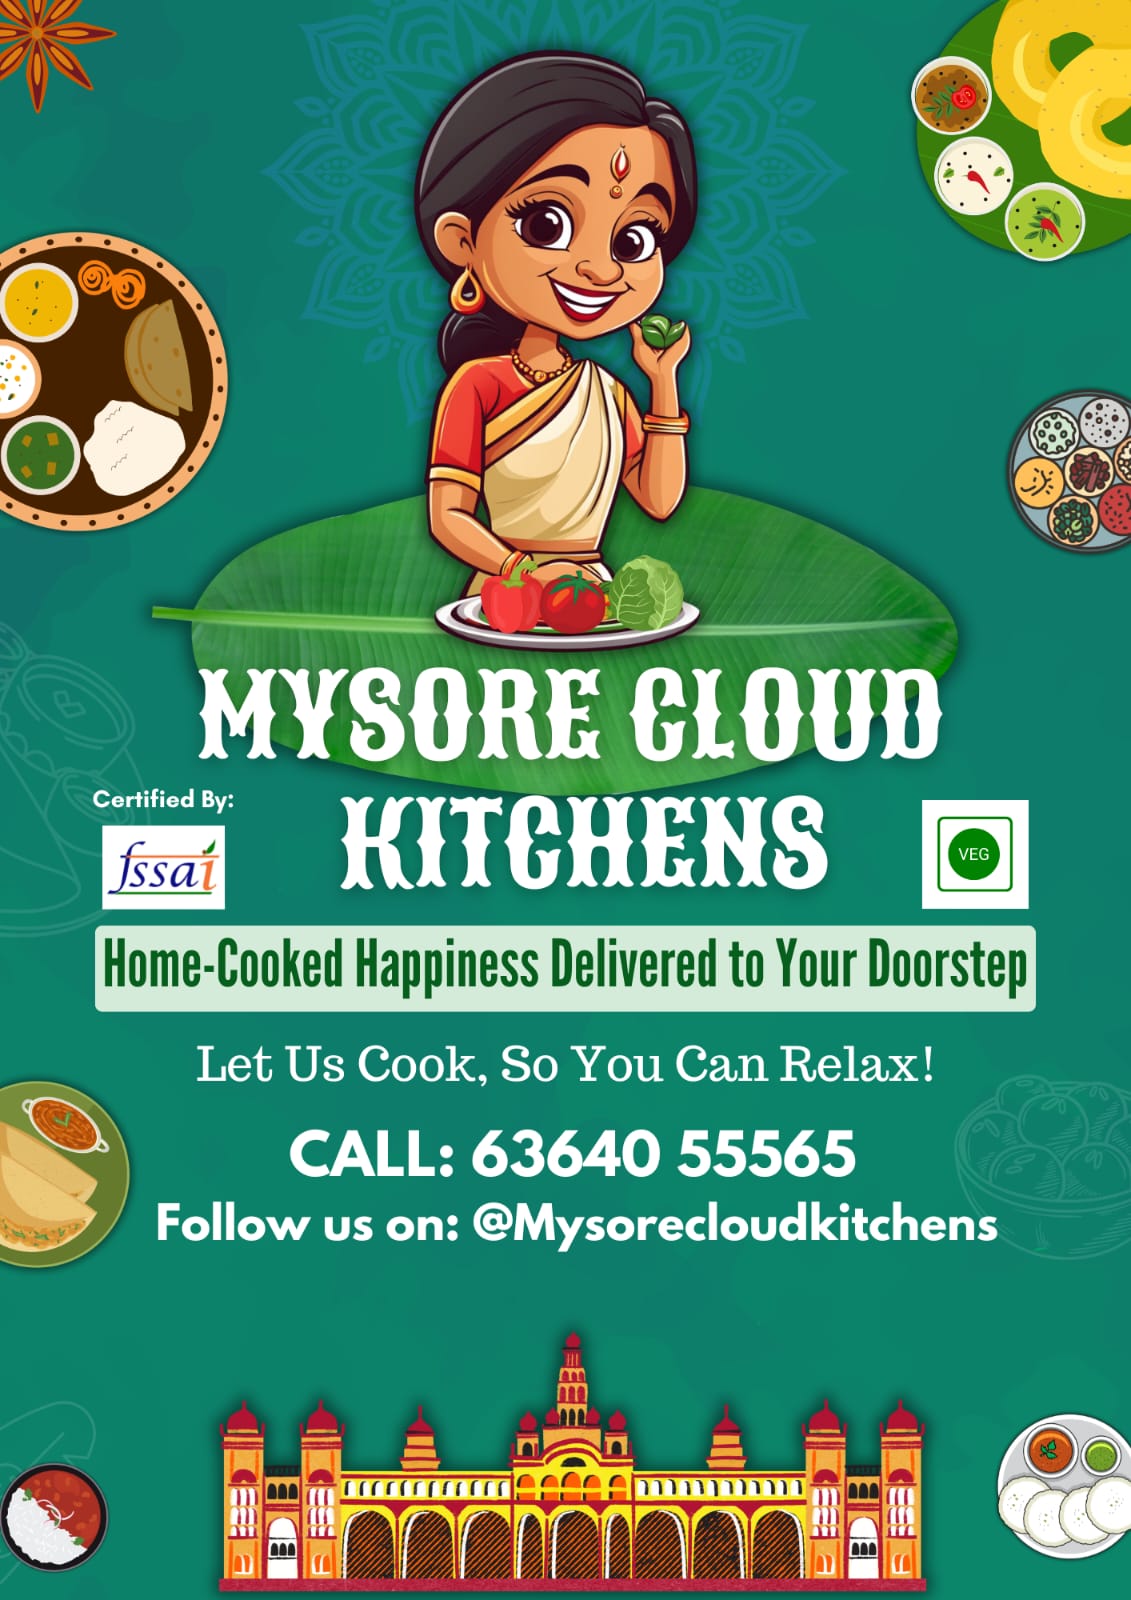 MYSORE CLOUD
KITCHENS
Certified By:
fssai
VEG
Home-Cooked Happiness Delivered to Your Doorstep
Let Us Cook, So You Can Relax!
CALL: 63640 55565
Follow us on: @Mysorecloudkitchens